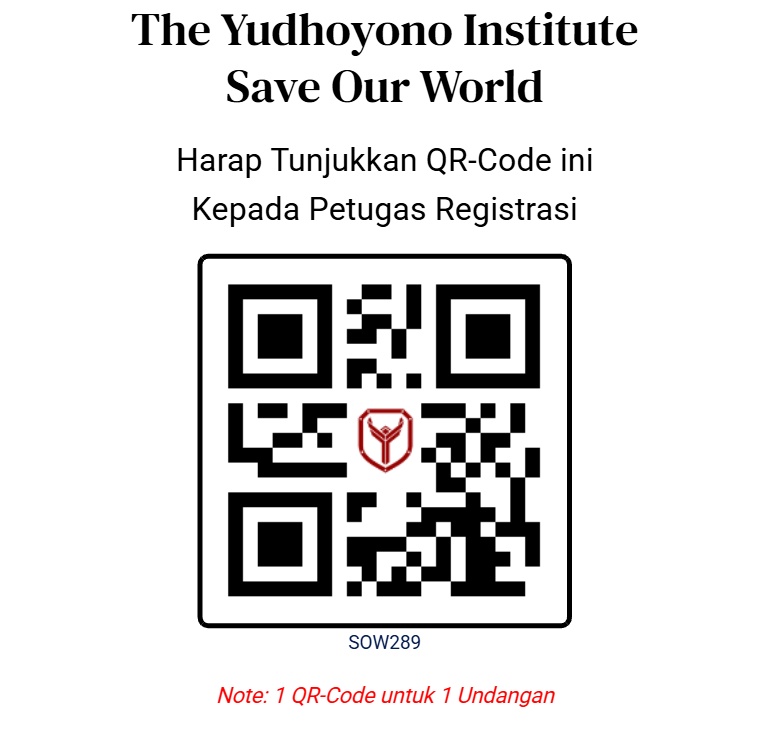 The Yudhoyono Institute
Save Our World
Harap Tunjukkan QR-Code ini
Kepada Petugas Registrasi
SOW289
Note: 1 QR-Code untuk 1 Undangan